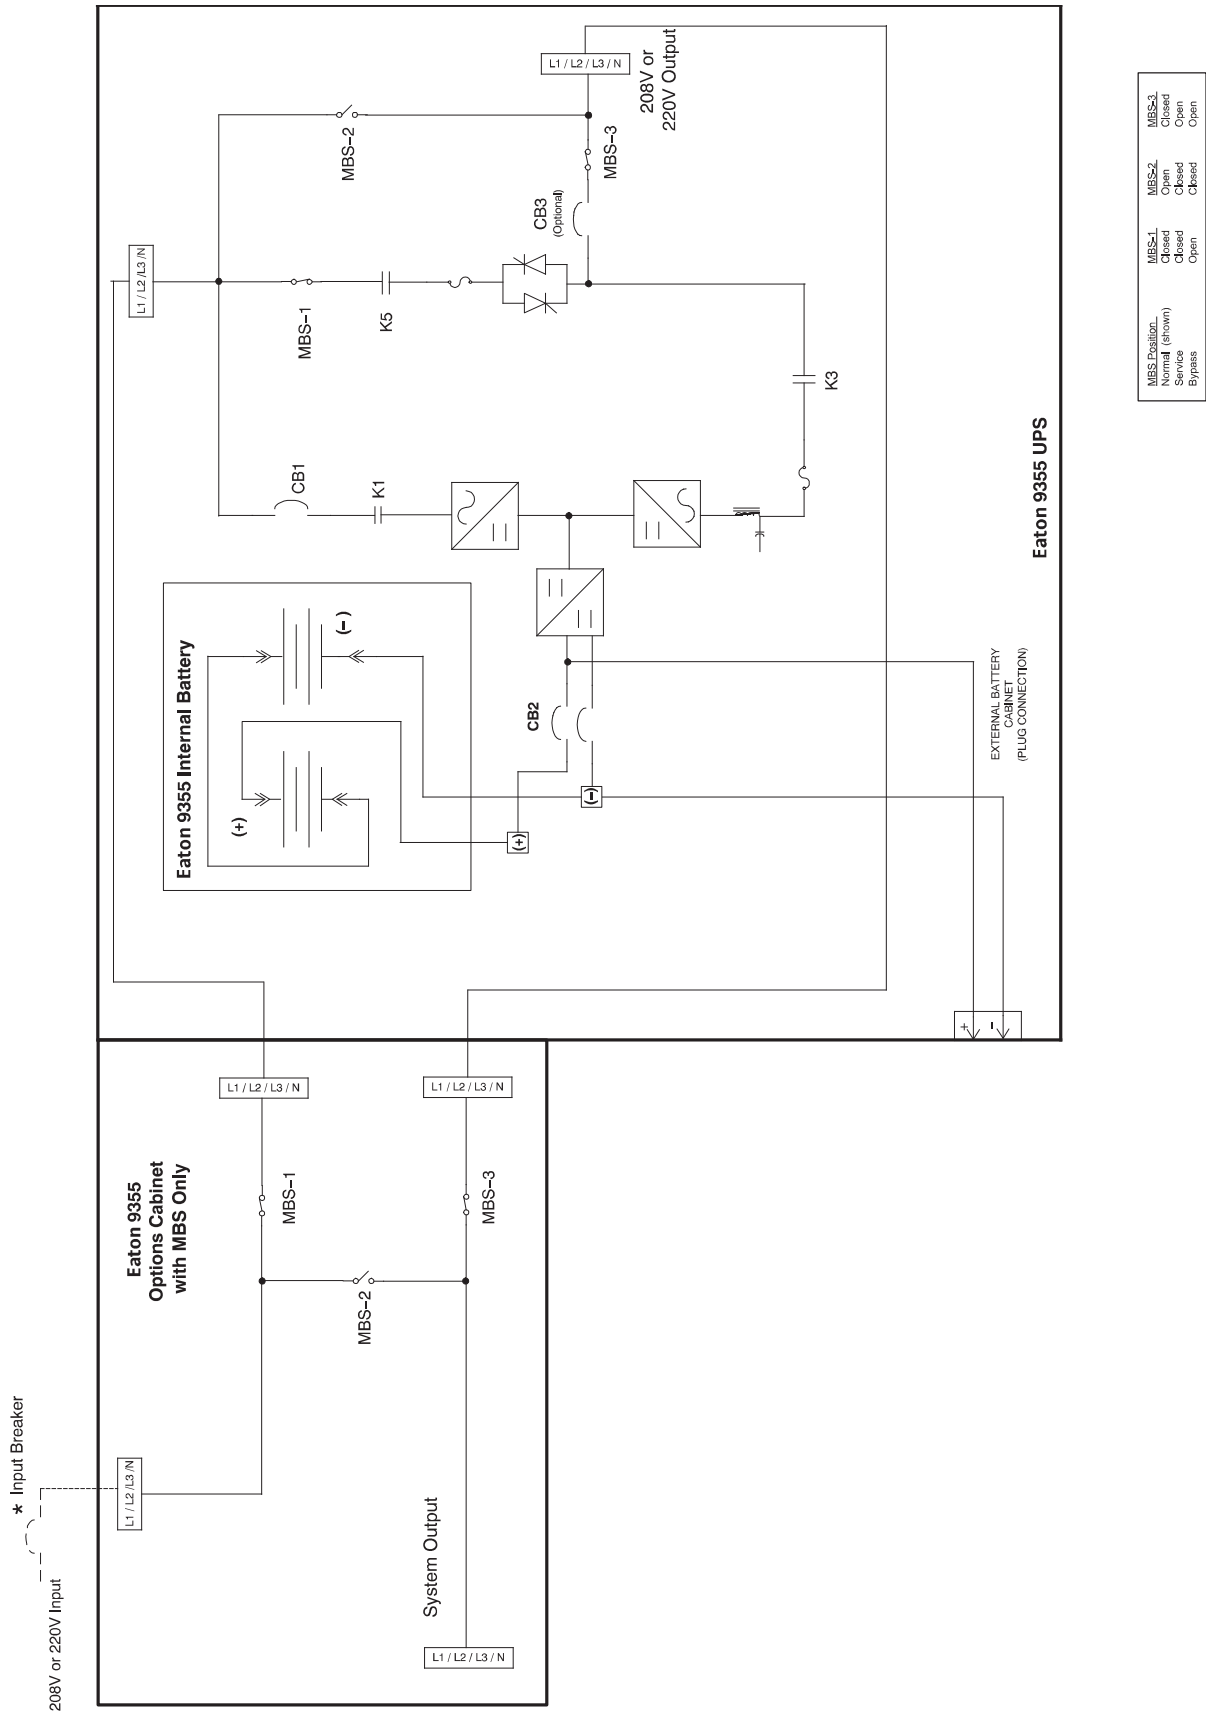 208V or 220V Input
* Input Breaker
L1 / L2 /L3 /N
Eaton 9355
Options Cabinet
with MBS Only
MBS-1
MBS-2
MBS-3
L1 / L2 / L3 / N
L1 / L2 / L3 / N
System Output
L1 / L2 / L3 / N
L1 / L2 /L3 /N
Eaton 9355 Internal Battery
(+)
(-)
CB1
K1
MBS-1
K5
MBS-2
CB3
(Optional)
MBS-3
L1 / L2 / L3 / N
208V or
220V Output
K3
CB2
(+)
(-)
EXTERNAL BATTERY
CABINET
(PLUG CONNECTION)
+
-
Eaton 9355 UPS
MBS Position MBS-1 MBS-2 MBS-3
Normal (shown) Closed Open Closed
Service Closed Closed Open
Bypass Open Closed Open